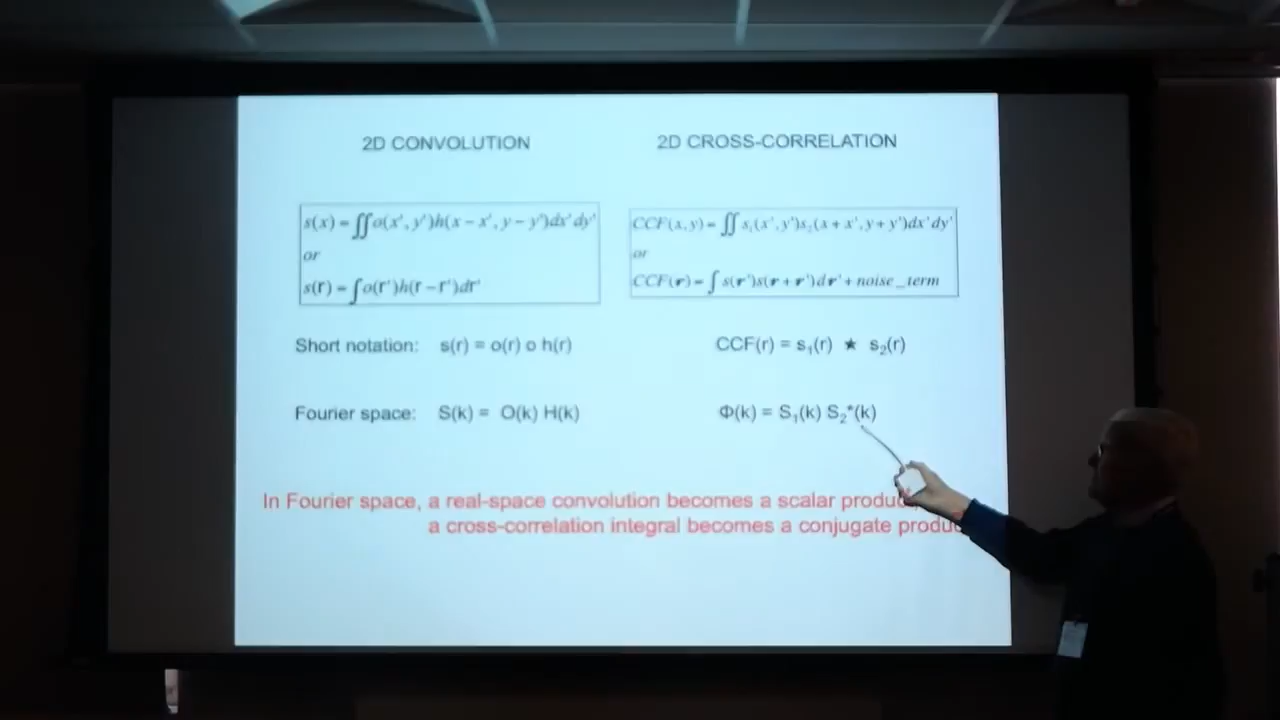 2D CONVOLUTION
2D CROSS-CORRELATION
s(x) = ∬o(x', y')h(x − x', y − y')dx'dy'
or
s(r) = ∫o(r')h(r − r')dr'
CCF(x, y) = ∬ s₁(x', y')s₂(x + x', y + y')dx'dy'
or
CCF(r) = ∫ s(r')s(r + r')dr' + noise_term
Short notation: s(r) = o(r) o h(r)
CCF(r) = s₁(r) ★ s₂(r)
Fourier space: S(k) = O(k) H(k)
Φ(k) = S₁(k) S₂*(k)
In Fourier space, a real-space convolution becomes a scalar
a cross-correlation integral becomes a conjugate